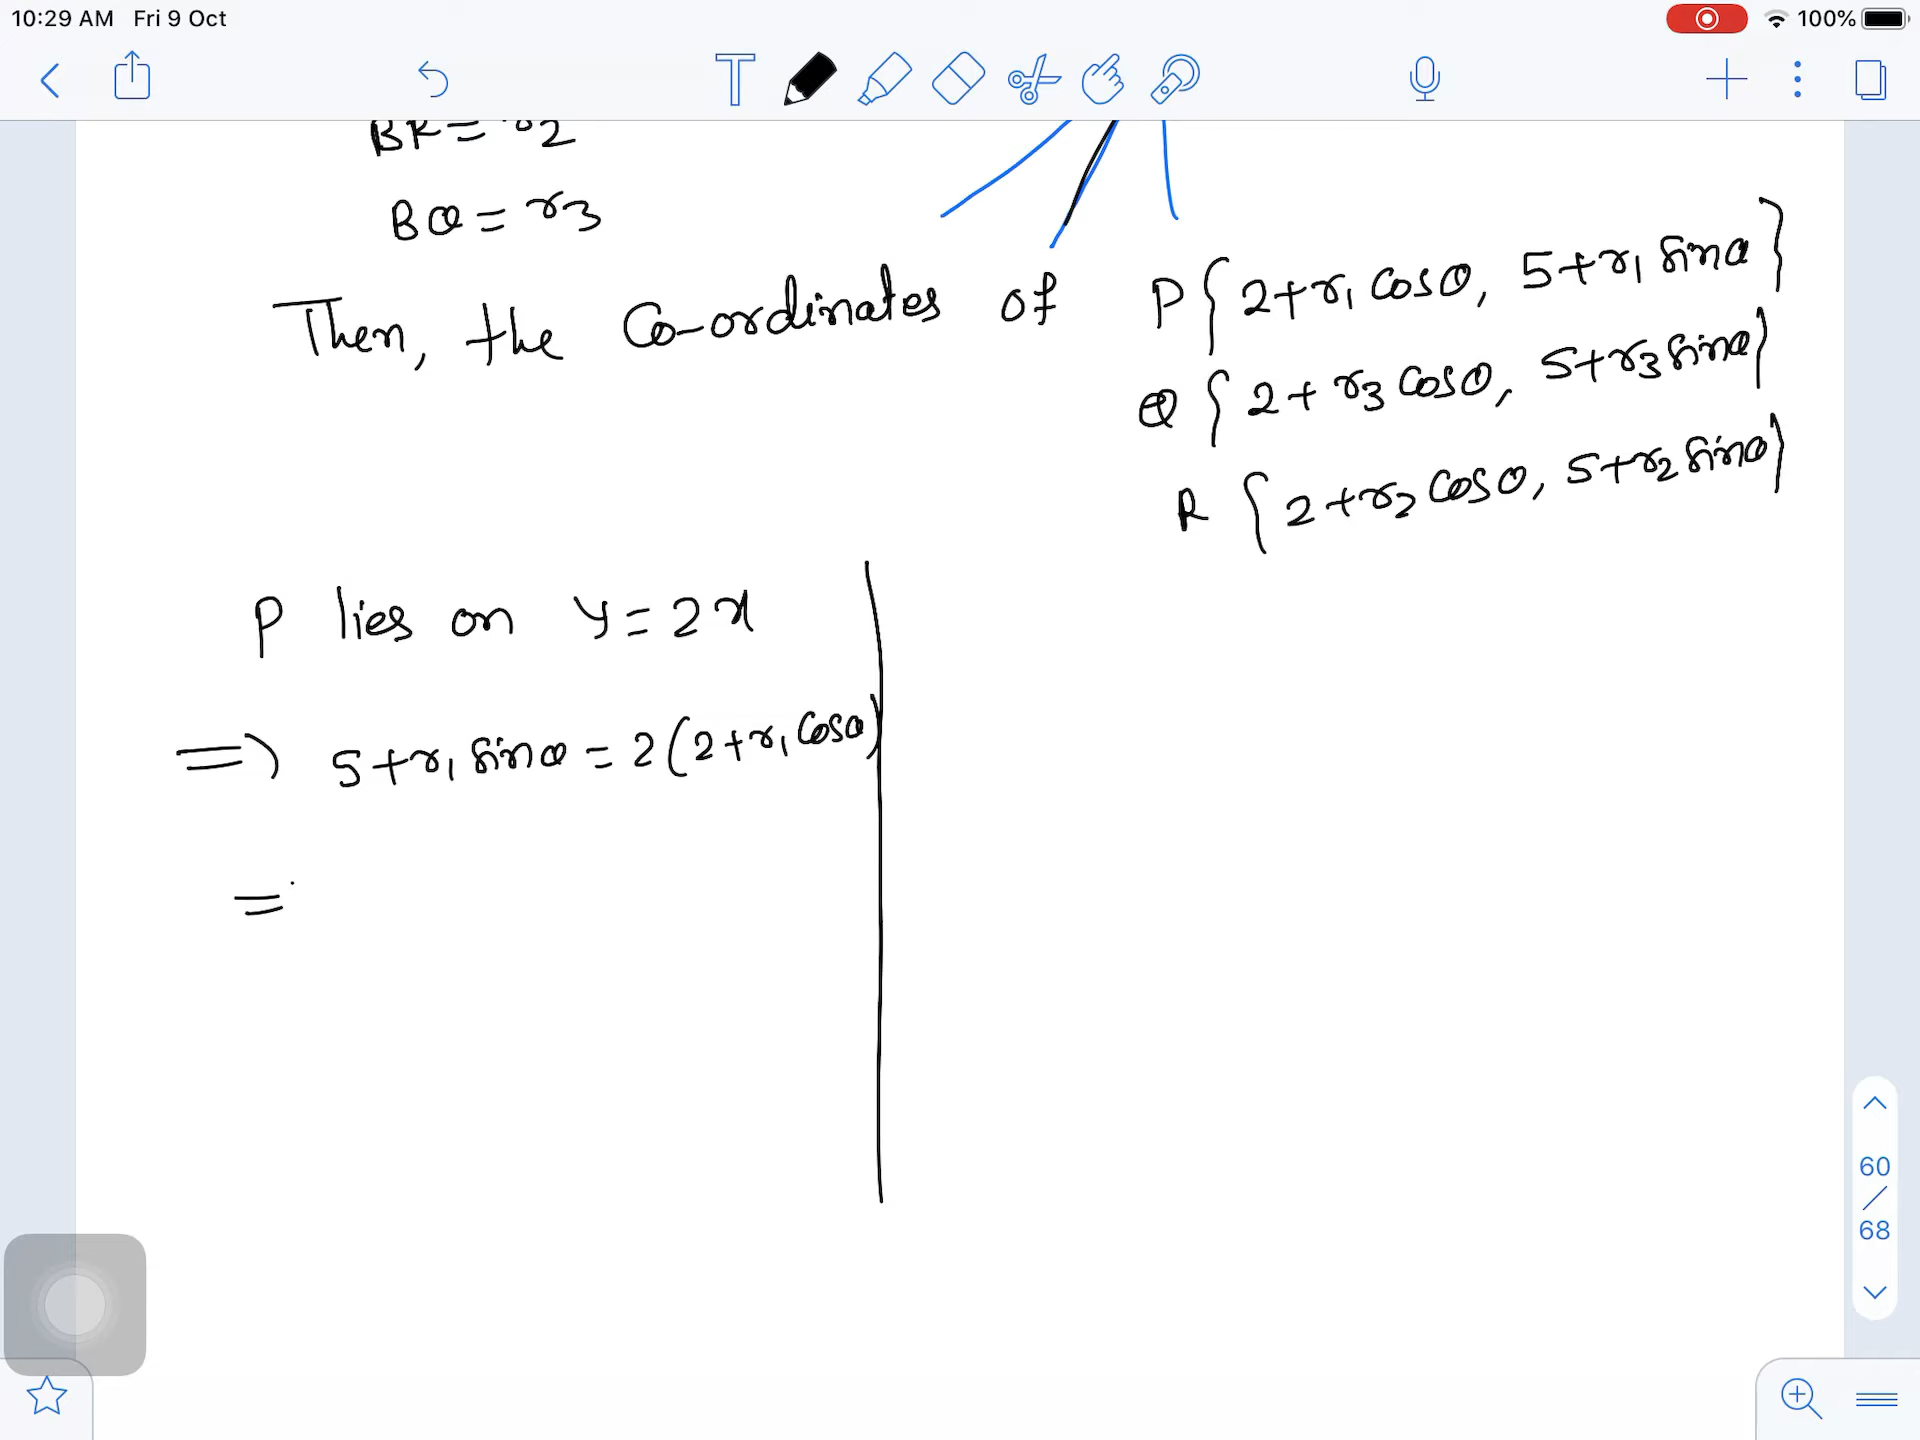 10:29 AM Fri 9 Oct 100%
T
BR = r2
BQ = r3
Then, the Co-ordinates of P{2+r₁ cosθ, 5+r₁ sinθ}
Q{2+r₃ cosθ, 5+r₃ sinθ}
R{2+r₂ cosθ, 5+r₂ sinθ}
P lies on y = 2x
=> 5+r₁ sinθ = 2(2+r₁ cosθ)
=
60
/
68